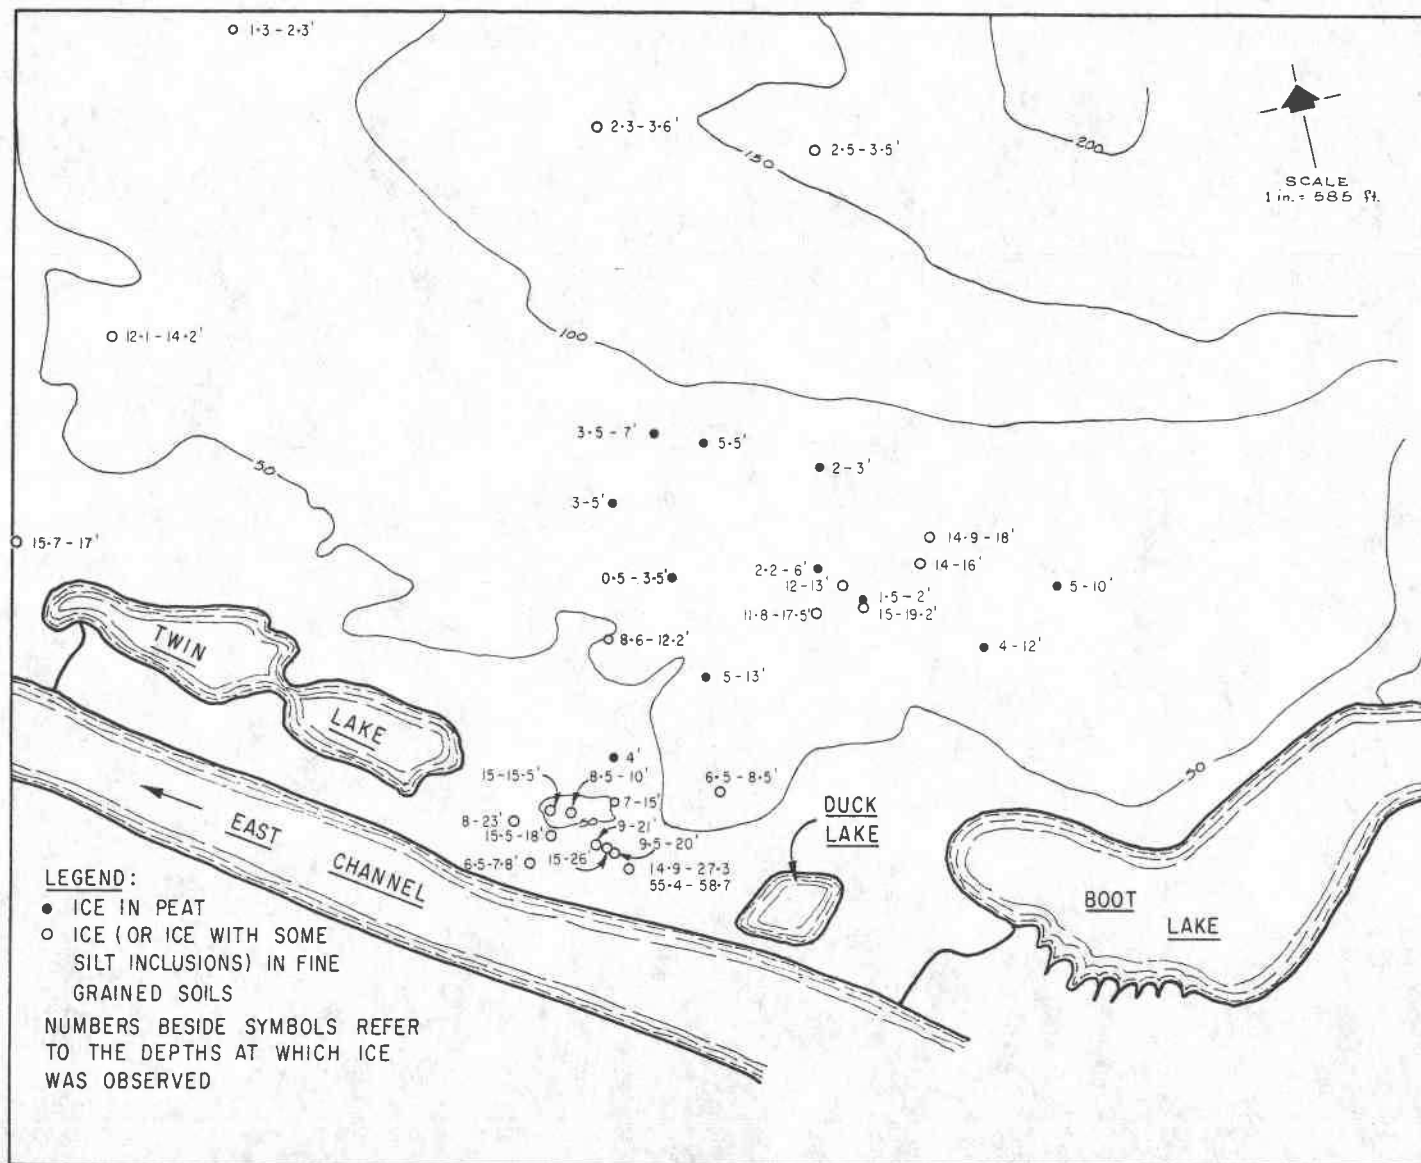 1·3 – 2·3'
2·3 – 3·6'
2·5 – 3·5'
150
200
SCALE
1 in. = 585 ft.
12·1 – 14·2'
100
3·5 – 7'
5·5'
2 – 3'
50
3 – 5'
15·7 – 17'
14·9 – 18'
14 – 16'
0·5 – 3·5'
2·2 – 6'
12 – 13'
1·5 – 2'
5 – 10'
11·8 – 17·5'
15 – 19·2'
TWIN
8·6 – 12·2'
4 – 12'
5 – 13'
LAKE
4'
15 – 15·5'
8·5 – 10'
6·5 – 8·5'
50
7 – 15'
DUCK
LAKE
8 – 23'
50
9 – 21'
15·5 – 18'
9·5 – 20'
EAST
CHANNEL
6·5 - 7·8'
15 – 26'
14·9 – 27·3
55·4 – 58·7
BOOT
LAKE
LEGEND:
ICE IN PEAT
ICE (OR ICE WITH SOME
SILT INCLUSIONS) IN FINE
GRAINED SOILS
NUMBERS BESIDE SYMBOLS REFER
TO THE DEPTHS AT WHICH ICE
WAS OBSERVED